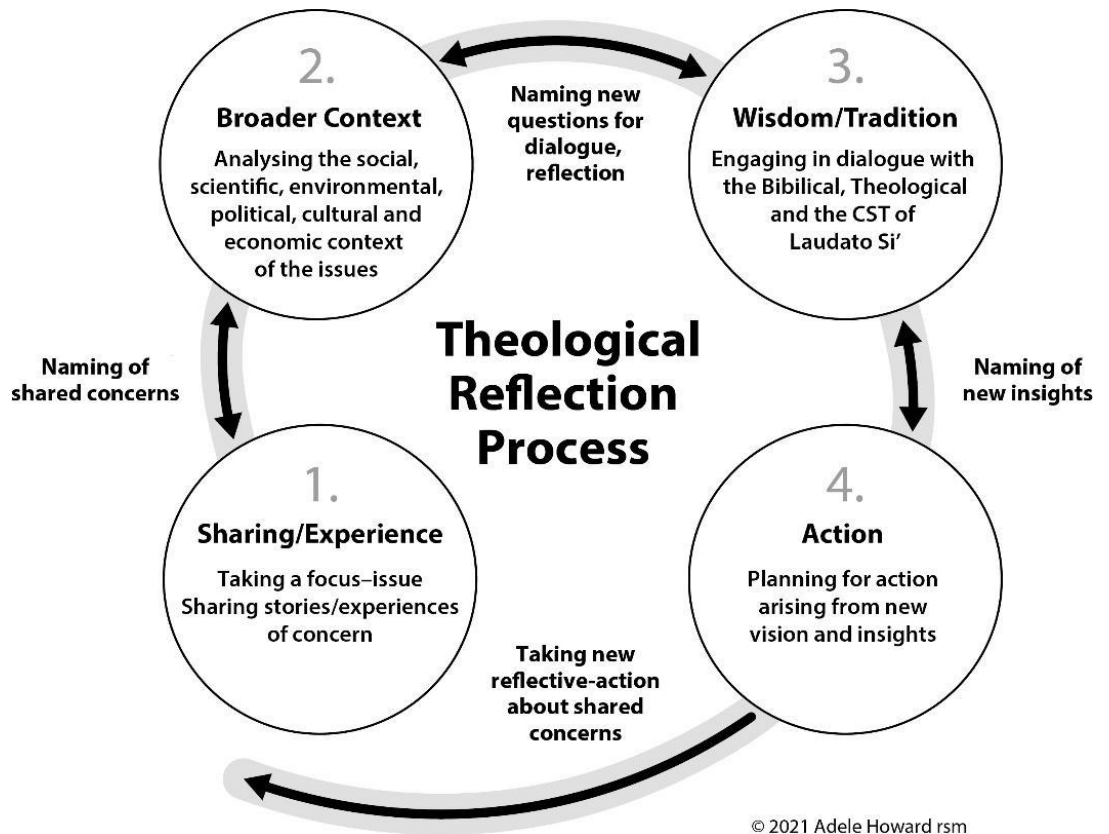 2.
Broader Context
Analysing the social,
scientific, environmental,
political, cultural and
economic context
of the issues
Naming new
questions for
dialogue,
reflection
3.
Wisdom/Tradition
Engaging in dialogue with
the Bibilical, Theological
and the CST of
Laudato Si’
Naming of
shared concerns
Theological
Reflection
Process
Naming of
new insights
1.
Sharing/Experience
Taking a focus–issue
Sharing stories/experiences
of concern
4.
Action
Planning for action
arising from new
vision and insights
Taking new
reflective-action
about shared
concerns
© 2021 Adele Howard rsm